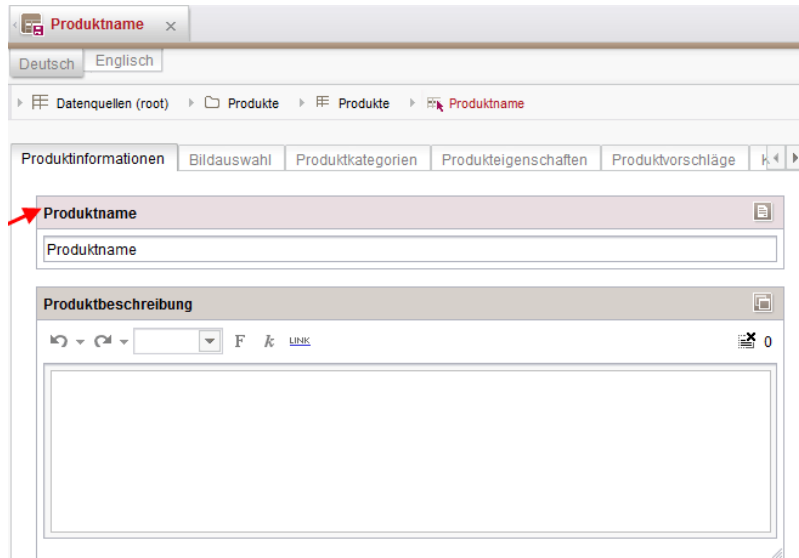 Produktname
Deutsch Englisch
Datenquellen (root) Produkte Produkte Produktname
Produktinformationen Bildauswahl Produktkategorien Produkteigenschaften Produktvorschläge
Produktname
Produktname
Produktbeschreibung
F k LINK 0